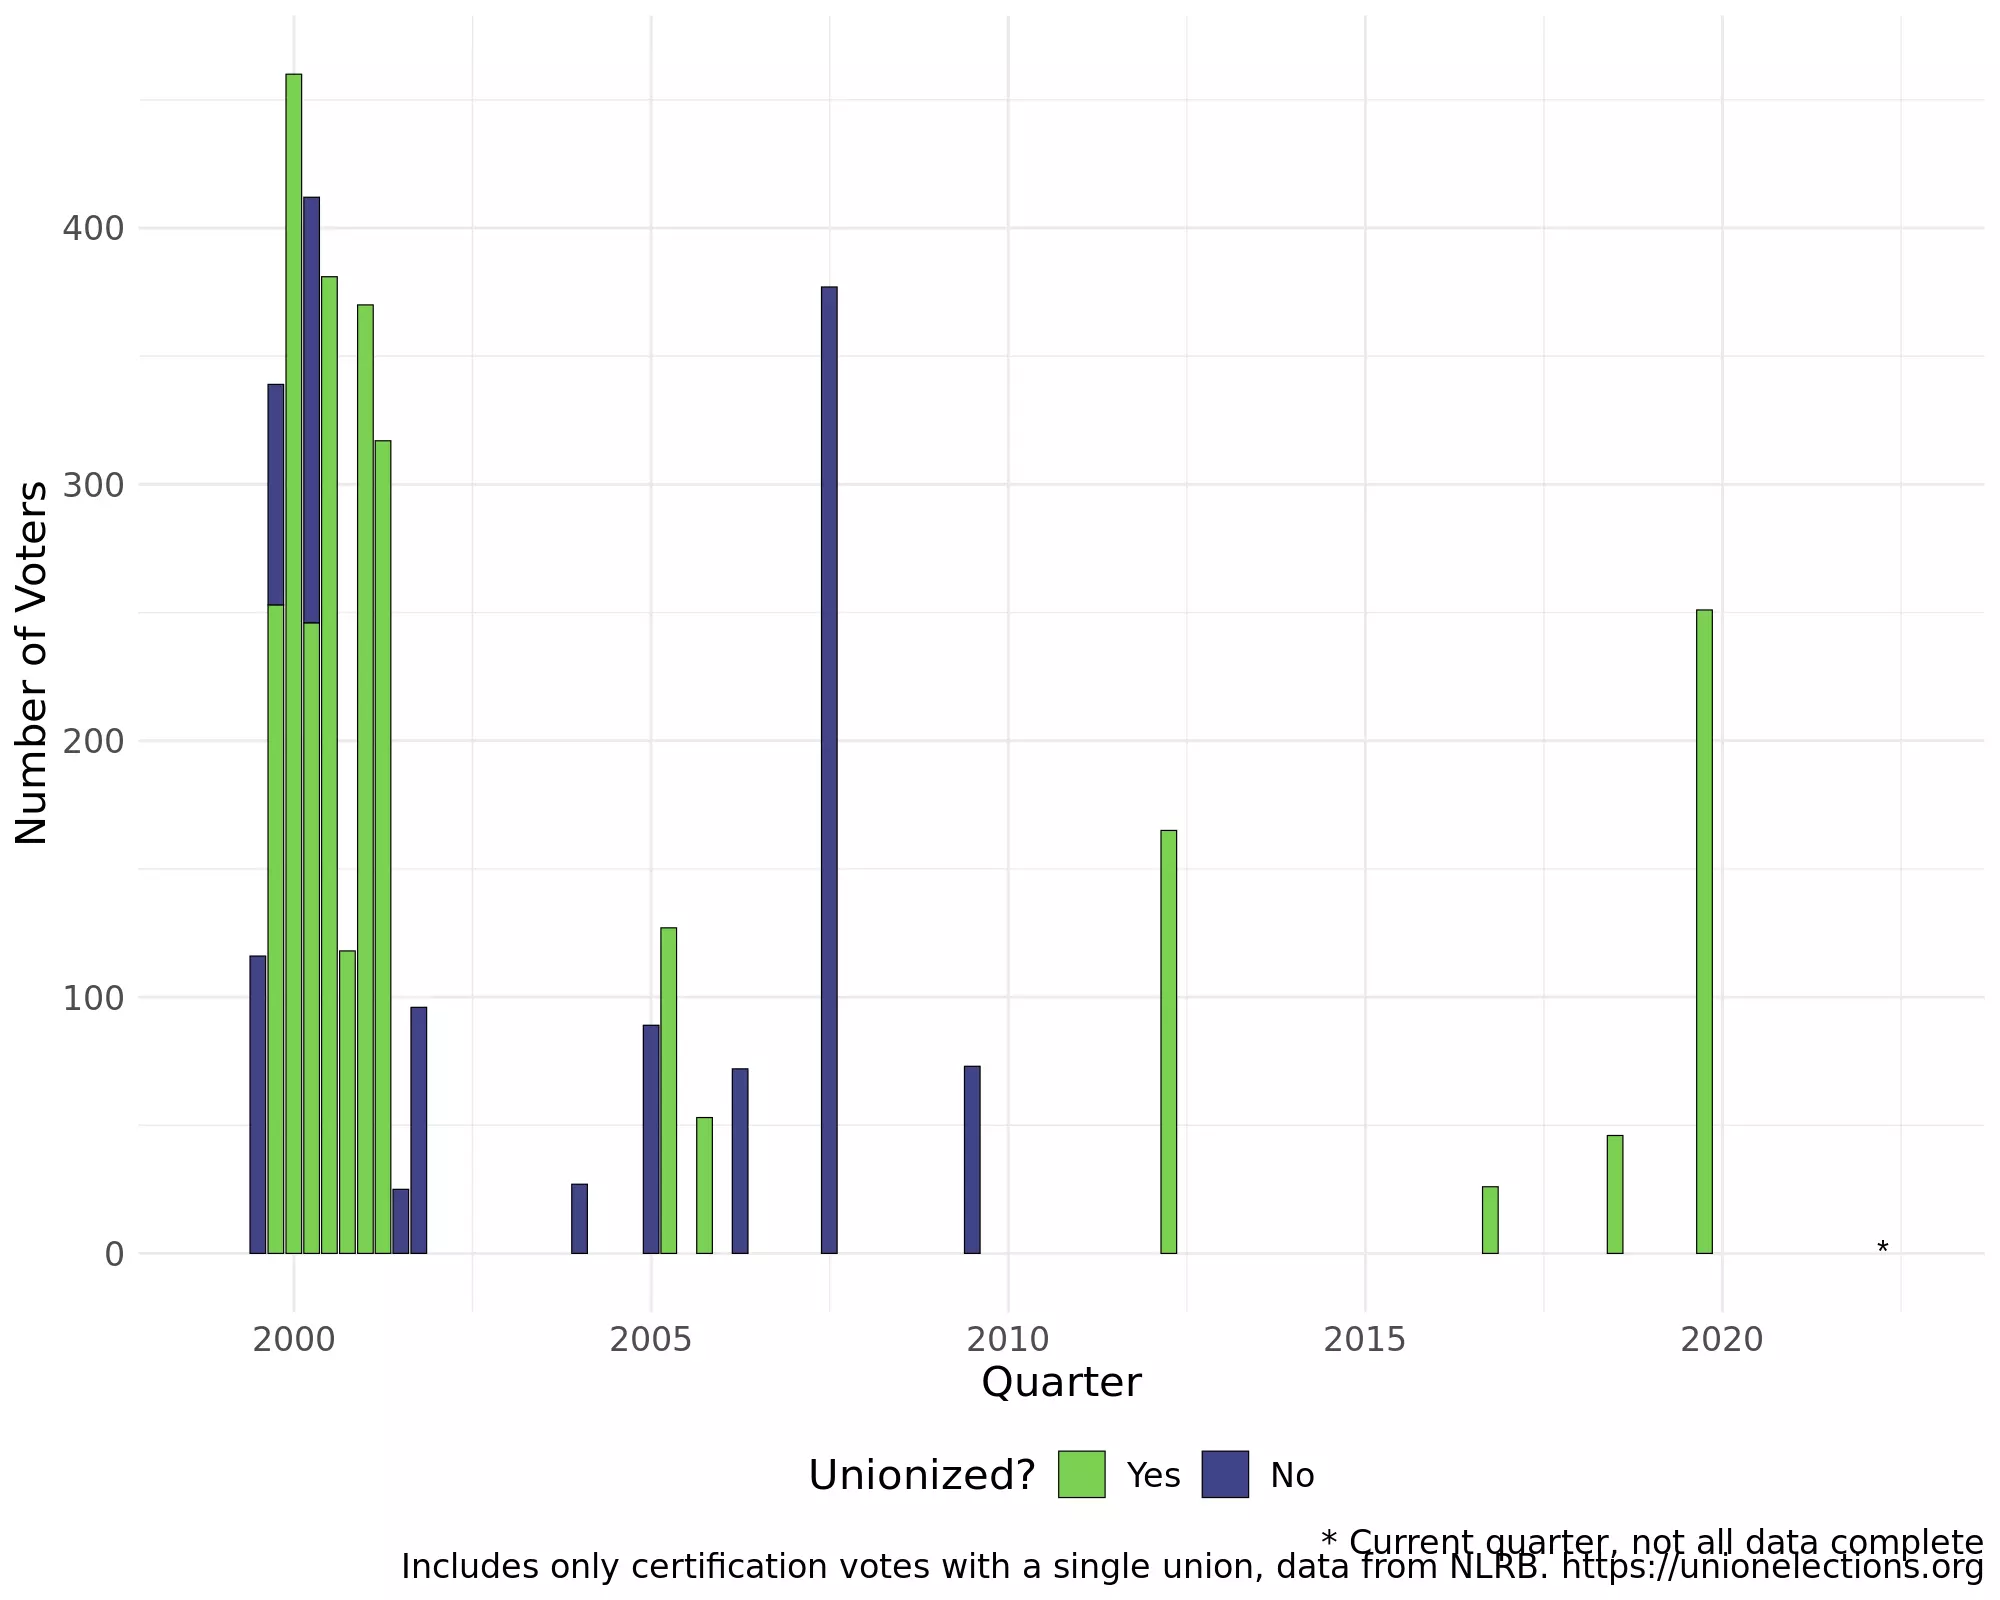 400
300
200
100
0
Number of Voters
*
2000 2005 2010 2015 2020
Quarter
Unionized? Yes No
* Current quarter, not all data complete
Includes only certification votes with a single union, data from NLRB. https://unionelections.org